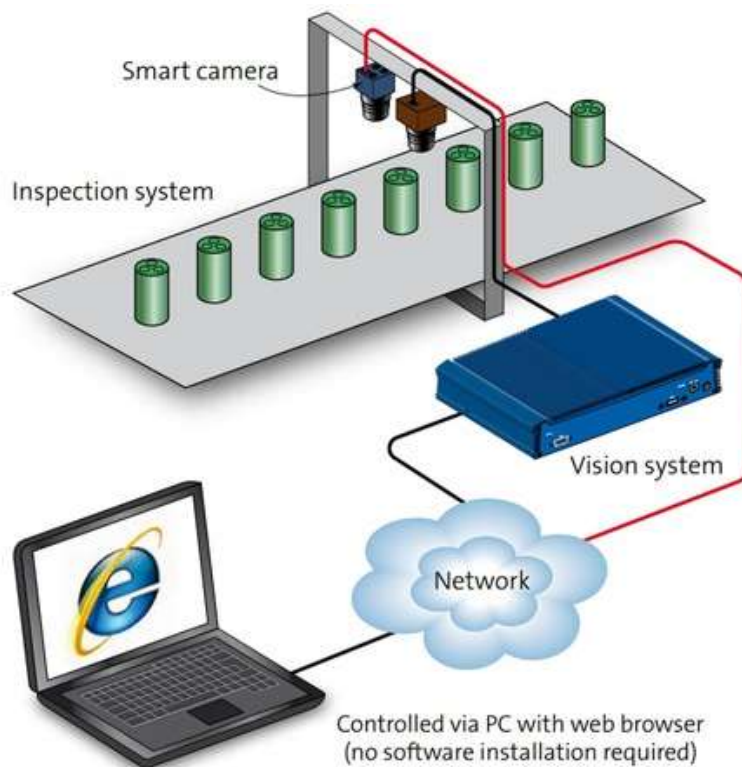 Smart camera
Inspection system
Vision system
Network
Controlled via PC with web browser
(no software installation required)